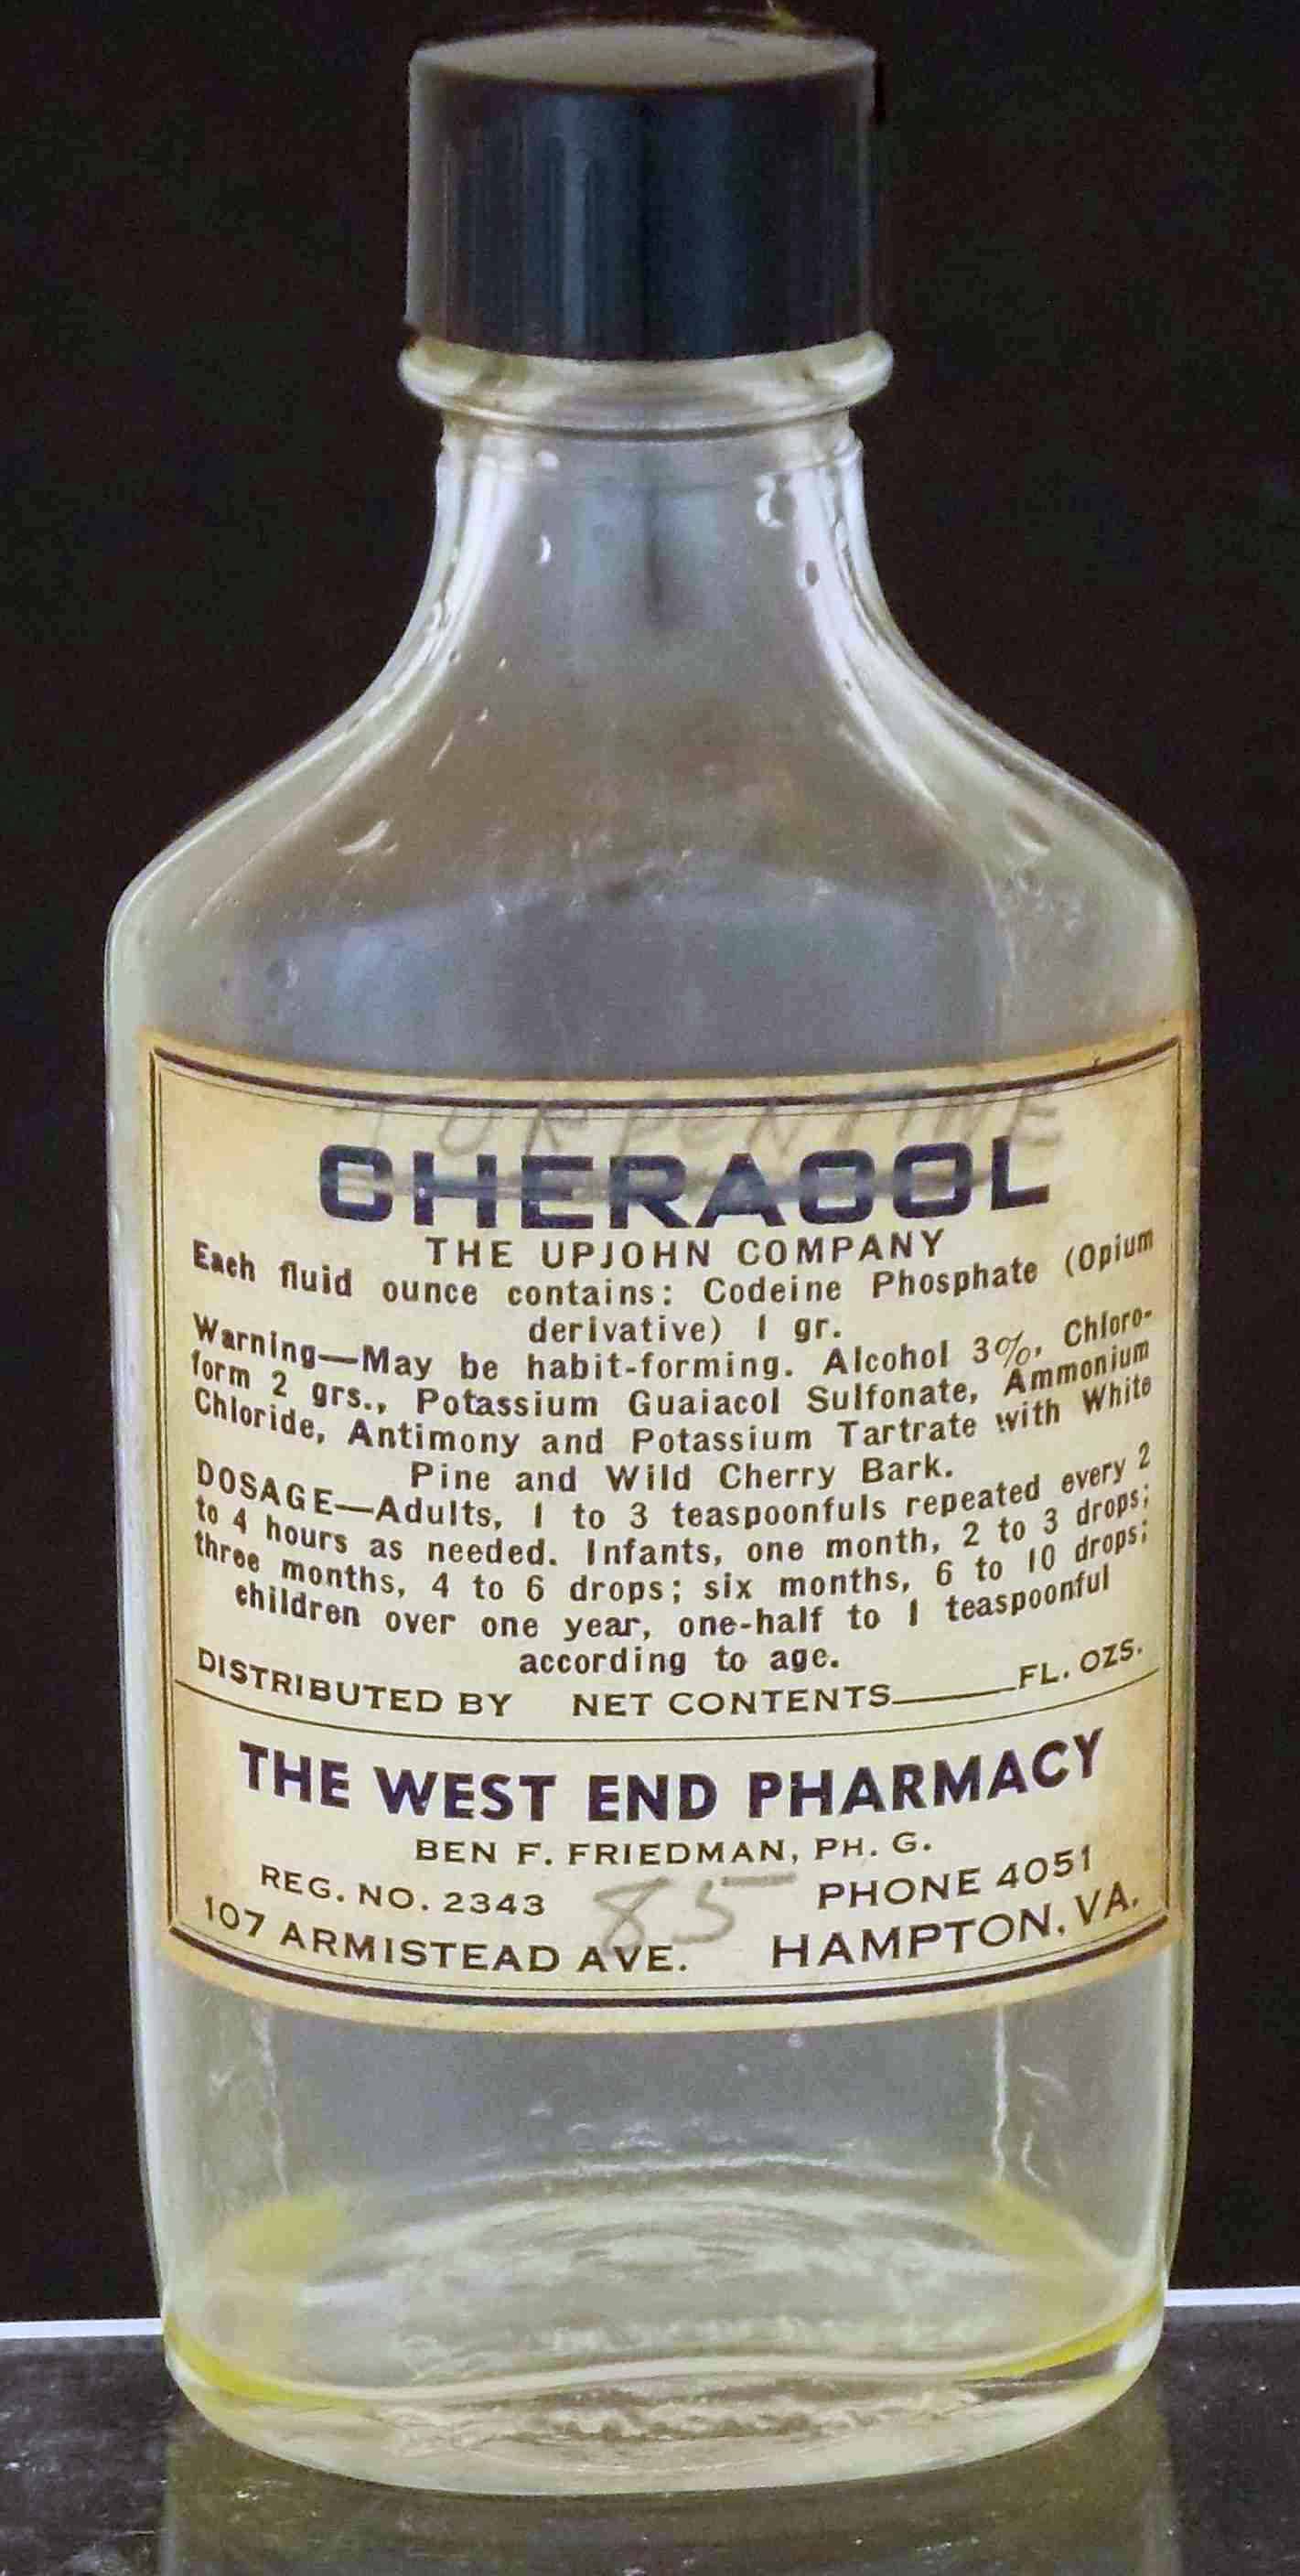 TURPENTINE
CHERACOL
THE UPJOHN COMPANY
Each fluid ounce contains: Codeine Phosphate (Opium
derivative) 1 gr.
Warning—May be habit-forming. Alcohol 3%, Chloro-
form 2 grs., Potassium Guaiacol Sulfonate, Ammonium
Chloride, Antimony and Potassium Tartrate with White
Pine and Wild Cherry Bark.
DOSAGE—Adults, 1 to 3 teaspoonfuls repeated every 2
to 4 hours as needed. Infants, one month, 2 to 3 drops;
three months, 4 to 6 drops; six months, 6 to 10 drops;
children over one year, one-half to 1 teaspoonful
according to age.
DISTRIBUTED BY NET CONTENTS______FL. OZS.
THE WEST END PHARMACY
BEN F. FRIEDMAN, PH. G.
REG. NO. 2343 85 PHONE 4051
107 ARMISTEAD AVE. HAMPTON, VA.